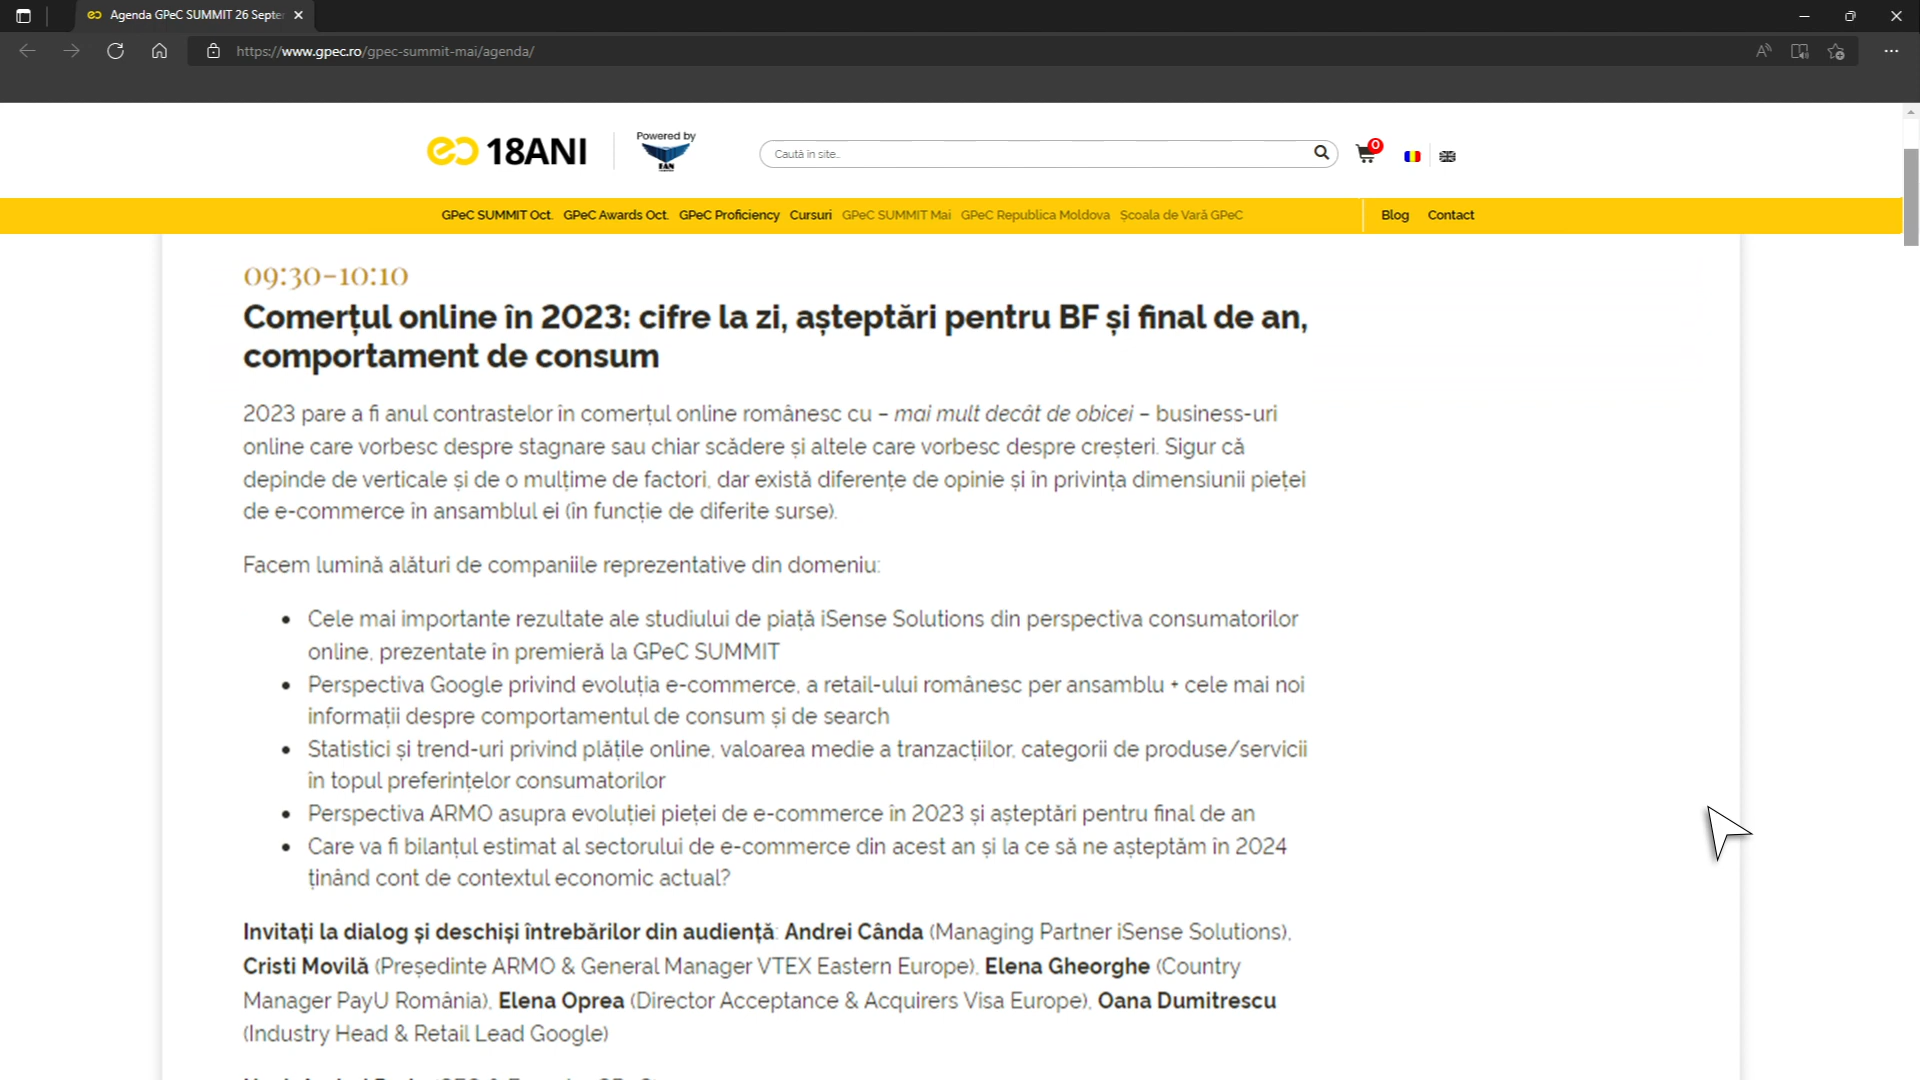 Agenda GPeC SUMMIT 26 Septe
https://www.gpec.ro/gpec-summit-mai/agenda/
18ANI
Powered by
FAN
Caută în site...
0
GPeC SUMMIT Oct. GPeC Awards Oct. GPeC Proficiency Cursuri GPeC SUMMIT Mai GPeC Republica Moldova Școala de Vară GPeC Blog Contact
09:30-10:10
Comerțul online în 2023: cifre la zi, așteptări pentru BF și final de an,
comportament de consum
2023 pare a fi anul contrastelor în comerțul online românesc cu – mai mult decât de obicei – business-uri
online care vorbesc despre stagnare sau chiar scădere și altele care vorbesc despre creșteri. Sigur că
depinde de verticale și de o mulțime de factori, dar există diferențe de opinie și în privința dimensiunii pieței
de e-commerce în ansamblul ei (în funcție de diferite surse).
Facem lumină alături de companiile reprezentative din domeniu:
• Cele mai importante rezultate ale studiului de piață iSense Solutions din perspectiva consumatorilor
online, prezentate în premieră la GPeC SUMMIT
• Perspectiva Google privind evoluția e-commerce, a retail-ului românesc per ansamblu + cele mai noi
informații despre comportamentul de consum și de search
• Statistici și trend-uri privind plățile online, valoarea medie a tranzacțiilor, categorii de produse/servicii
în topul preferințelor consumatorilor
• Perspectiva ARMO asupra evoluției pieței de e-commerce în 2023 și așteptări pentru final de an
• Care va fi bilanțul estimat al sectorului de e-commerce din acest an și la ce să ne așteptăm în 2024
ținând cont de contextul economic actual?
Invitați la dialog și deschiși întrebărilor din audiență: Andrei Cânda (Managing Partner iSense Solutions),
Cristi Movilă (Președinte ARMO & General Manager VTEX Eastern Europe), Elena Gheorghe (Country
Manager PayU România), Elena Oprea (Director Acceptance & Acquirers Visa Europe), Oana Dumitrescu
(Industry Head & Retail Lead Google)